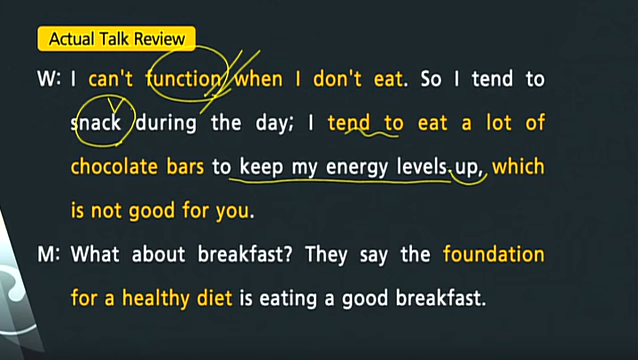 Actual Talk Review
W: I can't function when I don't eat. So I tend to
snack during the day; I tend to eat a lot of
chocolate bars to keep my energy levels up, which
is not good for you.
M: What about breakfast? They say the foundation
for a healthy diet is eating a good breakfast.